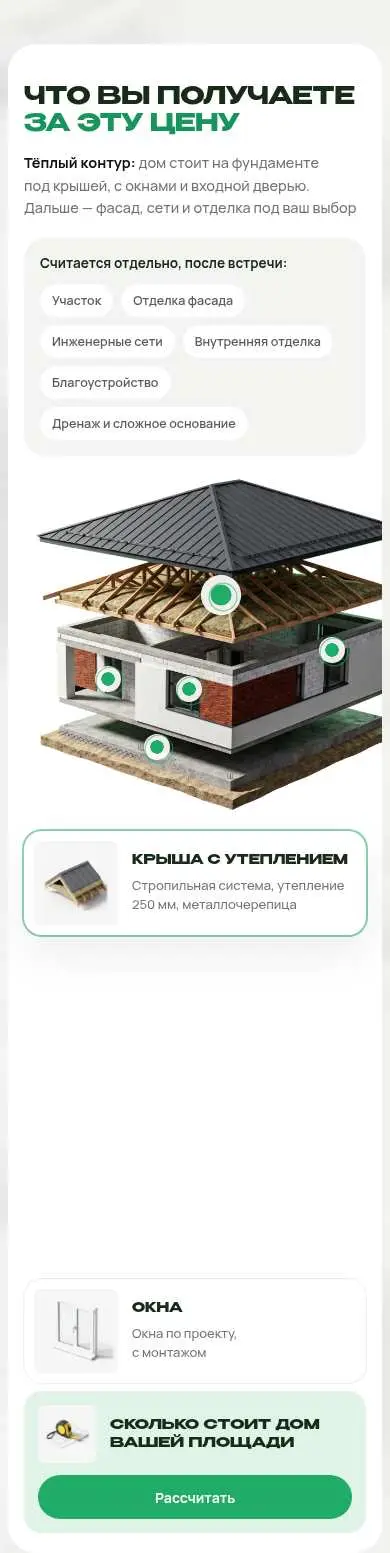 ЧТО ВЫ ПОЛУЧАЕТЕ
ЗА ЭТУ ЦЕНУ
Тёплый контур: дом стоит на фундаменте
под крышей, с окнами и входной дверью.
Дальше — фасад, сети и отделка под ваш выбор
Считается отдельно, после встречи:
Участок
Отделка фасада
Инженерные сети
Внутренняя отделка
Благоустройство
Дренаж и сложное основание
КРЫША С УТЕПЛЕНИЕМ
Стропильная система, утепление
250 мм, металлочерепица
ОКНА
Окна по проекту,
с монтажом
СКОЛЬКО СТОИТ ДОМ
ВАШЕЙ ПЛОЩАДИ
Рассчитать